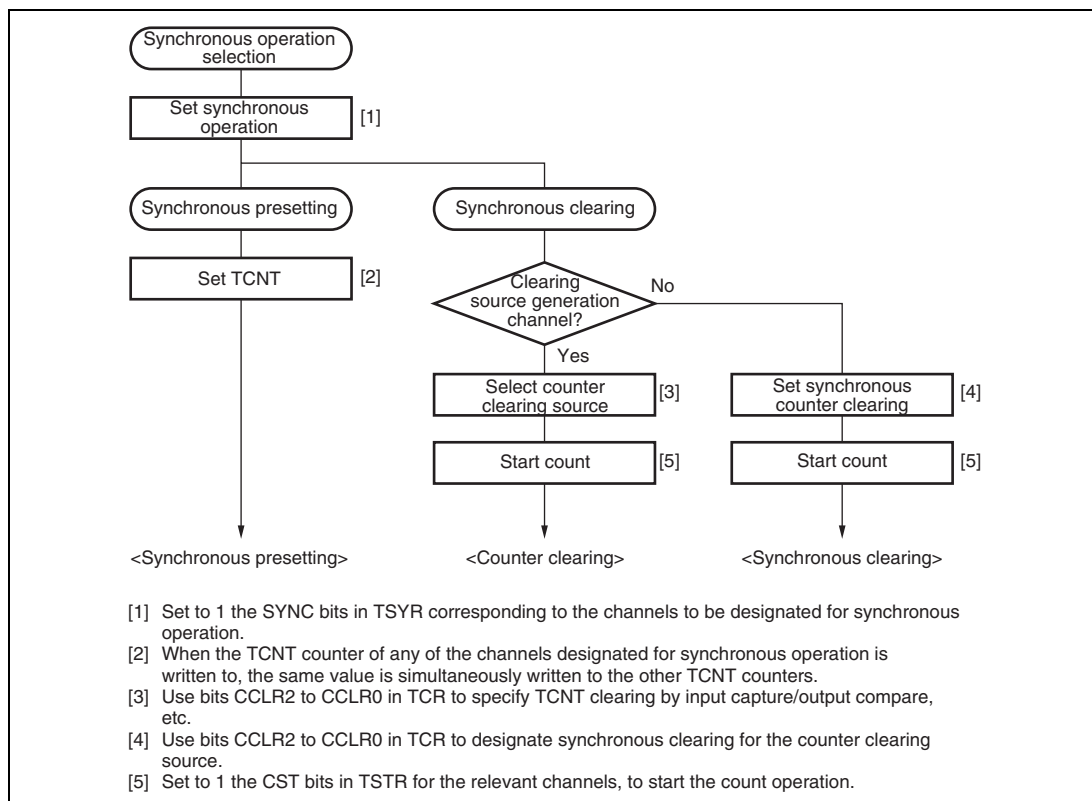 Synchronous operation
selection
Set synchronous
operation
[1]
Synchronous presetting
Synchronous clearing
Set TCNT
[2]
Clearing
source generation
channel?
No
Yes
Select counter
clearing source
[3]
Set synchronous
counter clearing
[4]
Start count
[5]
Start count
[5]
<Synchronous presetting>
<Counter clearing>
<Synchronous clearing>
[1] Set to 1 the SYNC bits in TSYR corresponding to the channels to be designated for synchronous
operation.
[2] When the TCNT counter of any of the channels designated for synchronous operation is
written to, the same value is simultaneously written to the other TCNT counters.
[3] Use bits CCLR2 to CCLR0 in TCR to specify TCNT clearing by input capture/output compare,
etc.
[4] Use bits CCLR2 to CCLR0 in TCR to designate synchronous clearing for the counter clearing
source.
[5] Set to 1 the CST bits in TSTR for the relevant channels, to start the count operation.